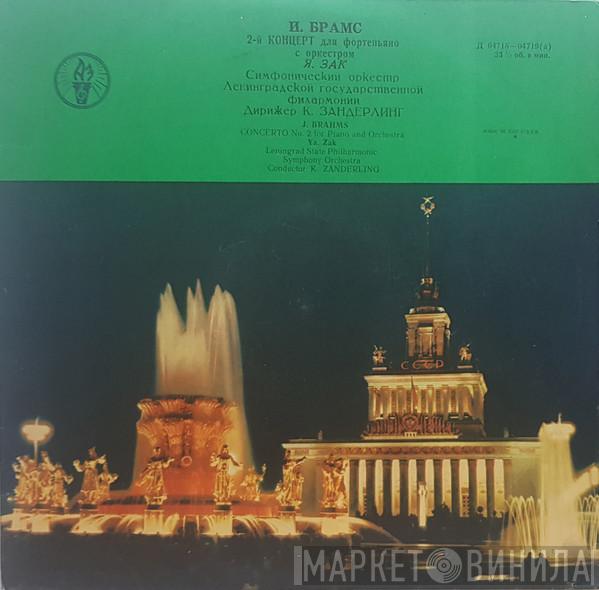 И. БРАМС
2-й КОНЦЕРТ для фортепьяно
с оркестром
Я. ЗАК
Симфонический оркестр
Ленинградской государственной
филармонии
Дирижер К. ЗАНДЕРЛИНГ
J. BRAHMS
CONCERTO No. 2 for Piano and Orchestra
Ya. Zak
Leningrad State Philharmonic
Symphony Orchestra
Conductor K. ZANDERLING
Д 04718—04719(а)
33 ⅓ об. в мин.
СССР
МАРКЕТ ВИНИЛА